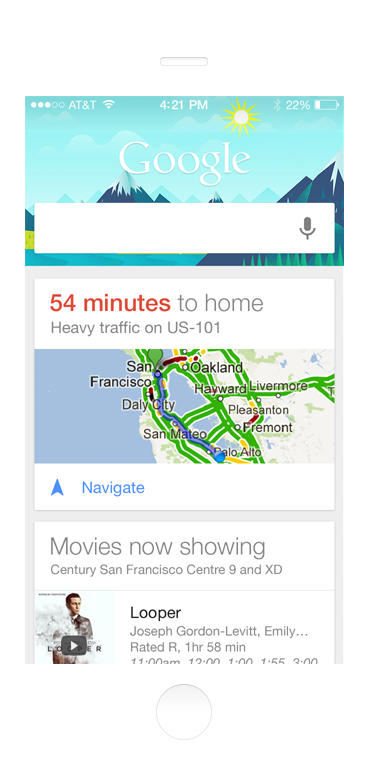 AT&T 4:21 PM 22%
Google
54 minutes to home
Heavy traffic on US-101
San Francisco
Oakland
Hayward
Livermore
Daly City
Pleasanton
San Mateo
Fremont
Palo Alto
Navigate
Movies now showing
Century San Francisco Centre 9 and XD
Looper
Joseph Gordon-Levitt, Emily…
Rated R, 1hr 58 min
11:00am, 12:00, 1:00, 1:55, 3:00
LOOPER